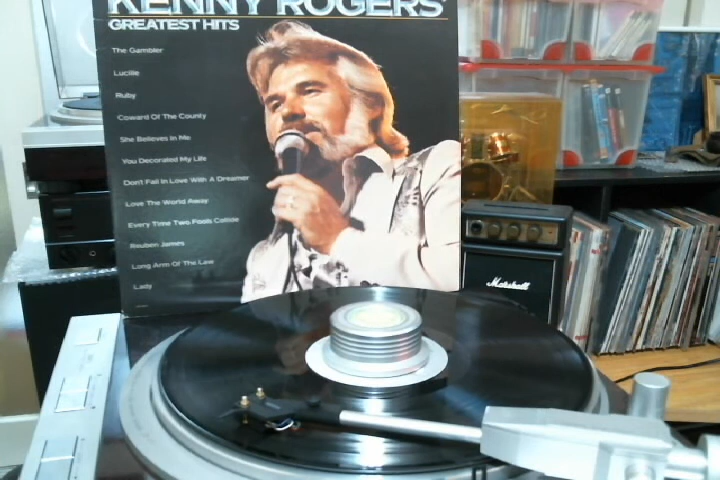 KENNY ROGERS'
GREATEST HITS
The Gambler
Lucille
Ruby
Coward Of The County
She Believes In Me
You Decorated My Life
Don't Fall In Love With A Dreamer
Love The World Away
Every Time Two Fools Collide
Reuben James
Long Arm Of The Law
Lady
Marshall